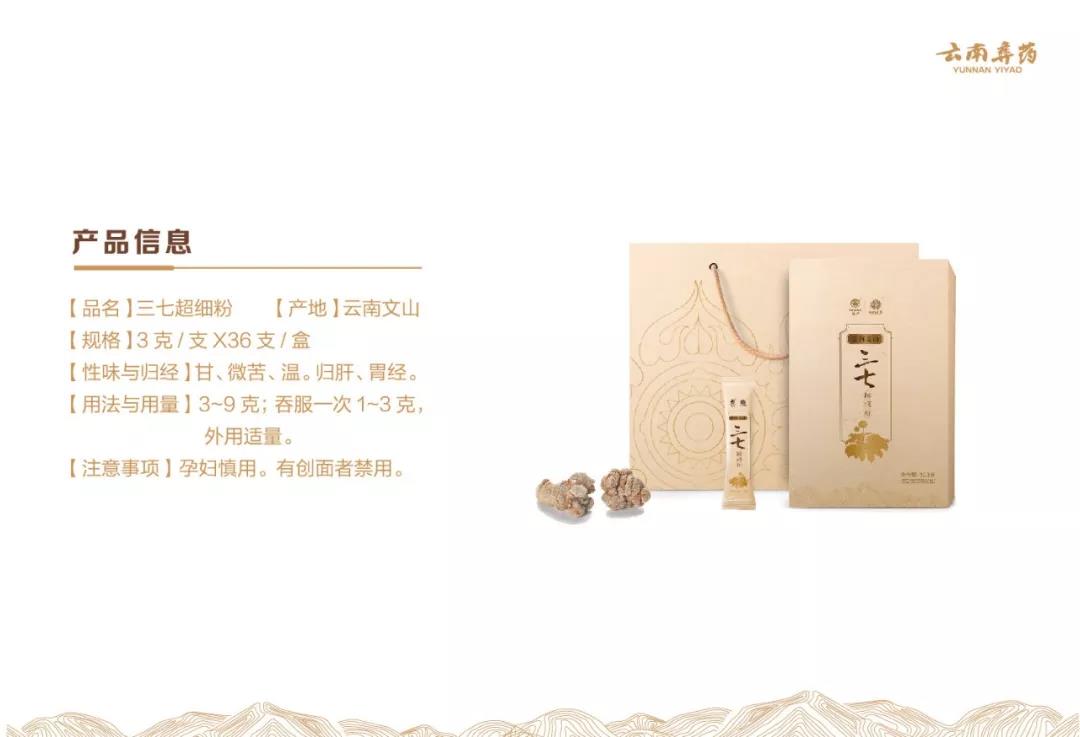 云南彝药
YUNNAN YIYAO
产品信息
【品名】三七超细粉 【产地】云南文山
【规格】3 克 / 支 X36 支 / 盒
【性味与归经】甘、微苦、温。归肝、胃经。
【用法与用量】3~9 克；吞服一次 1~3 克，
外用适量。
【注意事项】孕妇慎用。有创面者禁用。
三七
三七